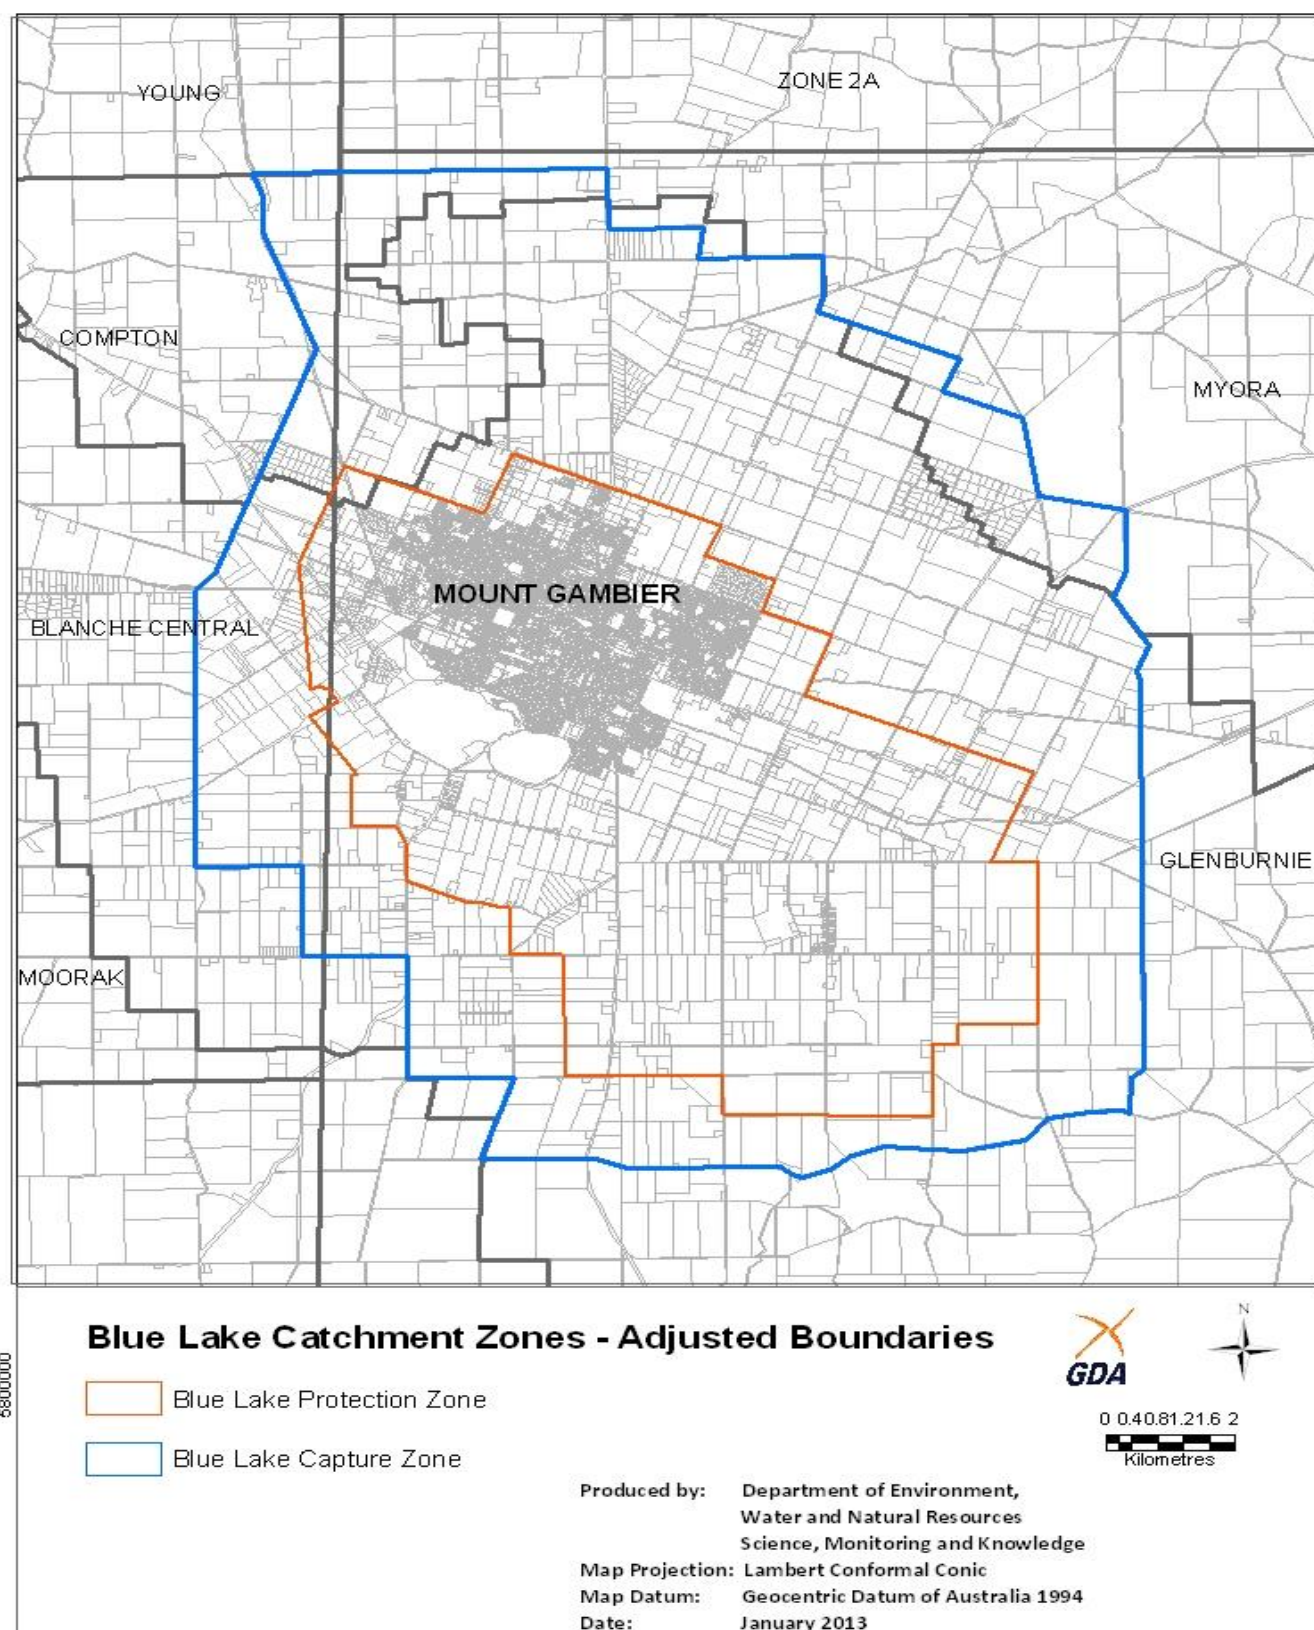 YOUNG
ZONE 2A
COMPTON
MYORA
MOUNT GAMBIER
BLANCHE CENTRAL
GLENBURNIE
MOORAK
Blue Lake Catchment Zones - Adjusted Boundaries
GDA
N
5800000
Blue Lake Protection Zone
0 0.40.81.21.6 2
Kilometres
Blue Lake Capture Zone
Produced by: Department of Environment,
Water and Natural Resources
Science, Monitoring and Knowledge
Map Projection: Lambert Conformal Conic
Map Datum: Geocentric Datum of Australia 1994
Date: January 2013